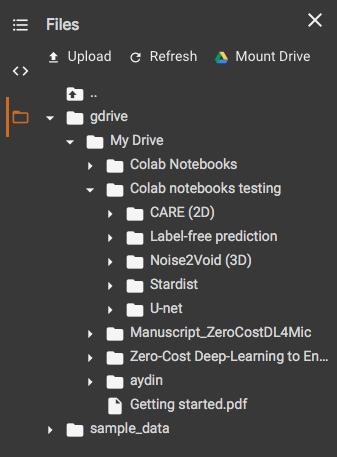 Files
Upload Refresh Mount Drive
..
gdrive
My Drive
Colab Notebooks
Colab notebooks testing
CARE (2D)
Label-free prediction
Noise2Void (3D)
Stardist
U-net
Manuscript_ZeroCostDL4Mic
Zero-Cost Deep-Learning to En...
aydin
Getting started.pdf
sample_data